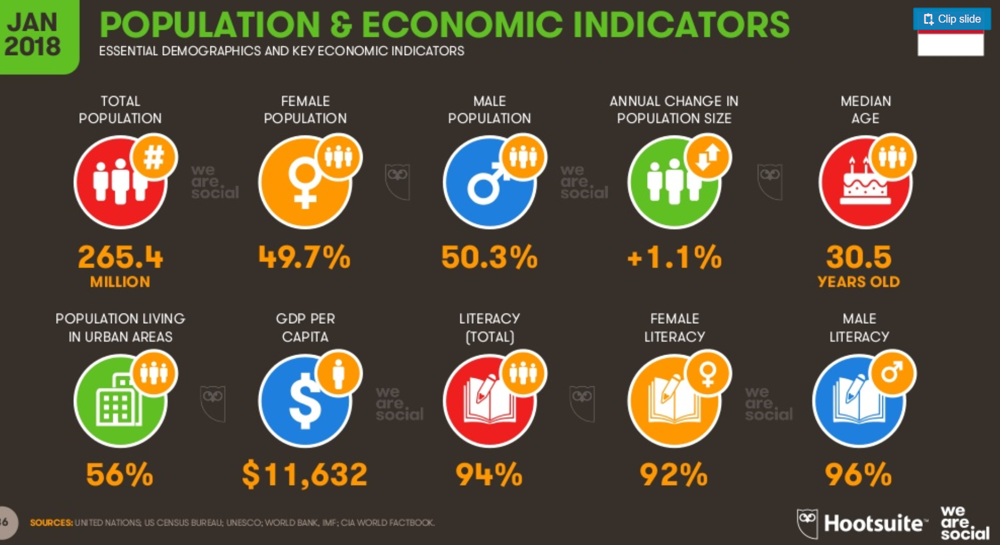 JAN
2018
POPULATION & ECONOMIC INDICATORS
ESSENTIAL DEMOGRAPHICS AND KEY ECONOMIC INDICATORS
Clip slide
TOTAL
POPULATION
#
265.4
MILLION
FEMALE
POPULATION
49.7%
MALE
POPULATION
50.3%
ANNUAL CHANGE IN
POPULATION SIZE
+1.1%
MEDIAN
AGE
30.5
YEARS OLD
we
are.
social
we
are.
social
POPULATION LIVING
IN URBAN AREAS
56%
GDP PER
CAPITA
$
$11,632
LITERACY
(TOTAL)
94%
FEMALE
LITERACY
92%
MALE
LITERACY
96%
we
are.
social
we
are.
social
SOURCES: UNITED NATIONS; US CENSUS BUREAU; UNESCO; WORLD BANK, IMF; CIA WORLD FACTBOOK.
Hootsuite™
we
are.
social